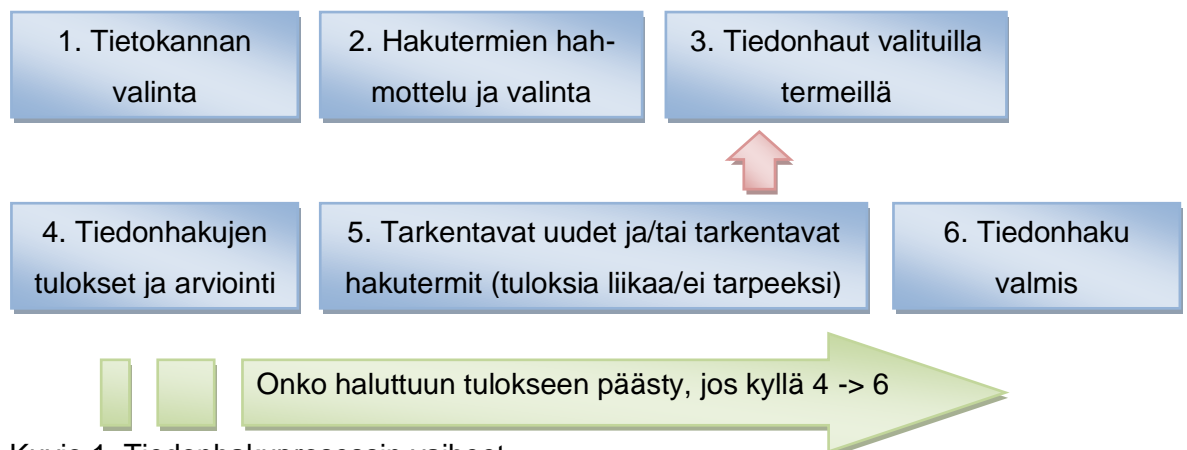 1. Tietokannan
valinta
2. Hakutermien hah-
mottelu ja valinta
3. Tiedonhaut valituilla
termeillä
4. Tiedonhakujen
tulokset ja arviointi
5. Tarkentavat uudet ja/tai tarkentavat
hakutermit (tuloksia liikaa/ei tarpeeksi)
6. Tiedonhaku
valmis
Onko haluttuun tulokseen päästy, jos kyllä 4 -> 6
Kuvio 1. Tiedonhakuprosessin vaiheet